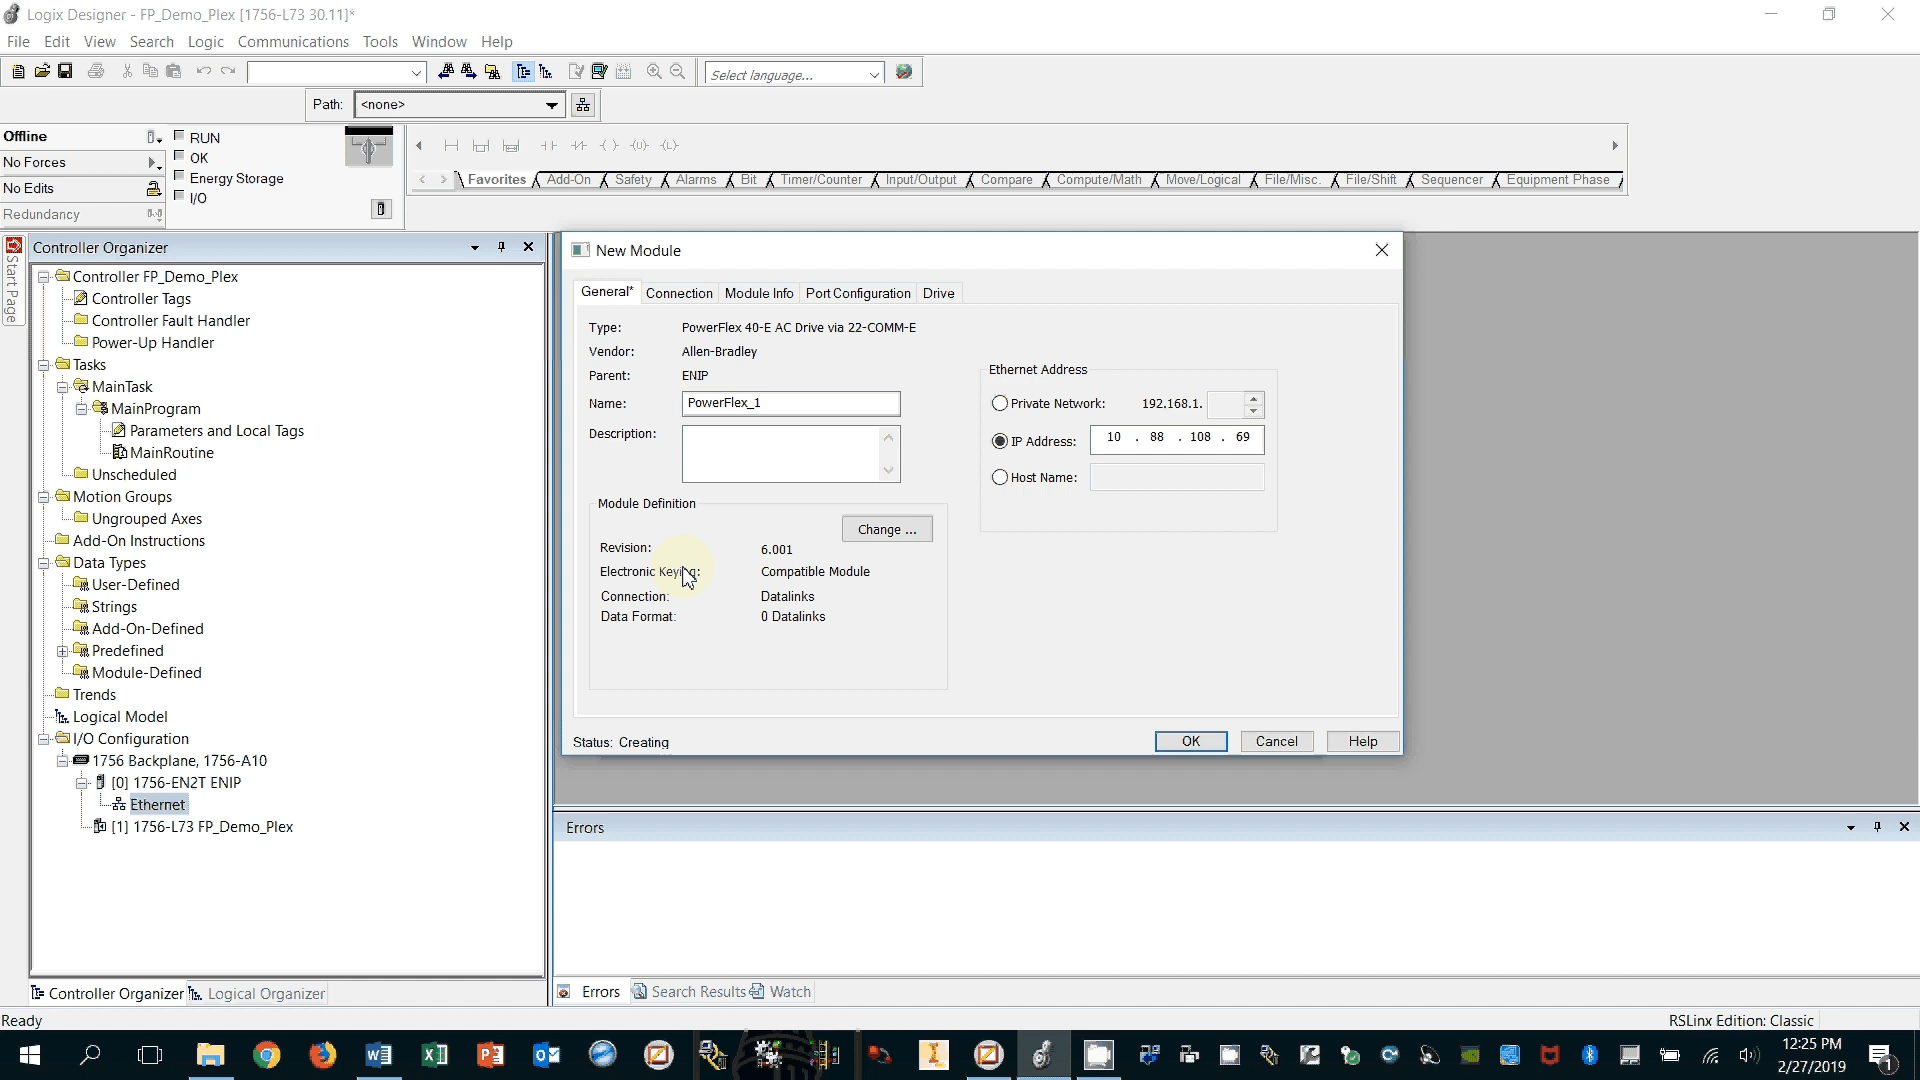 Logix Designer - FP_Demo_Plex [1756-L73 30.11]*
File Edit View Search Logic Communications Tools Window Help
Select language...
Path: <none>
Offline
RUN
No Forces
OK
Energy Storage
No Edits
I/O
Redundancy
Favorites Add-On Safety Alarms Bit Timer/Counter Input/Output Compare Compute/Math Move/Logical File/Misc. File/Shift Sequencer Equipment Phase
Start Page
Controller Organizer
Controller FP_Demo_Plex
Controller Tags
Controller Fault Handler
Power-Up Handler
Tasks
MainTask
MainProgram
Parameters and Local Tags
MainRoutine
Unscheduled
Motion Groups
Ungrouped Axes
Add-On Instructions
Data Types
User-Defined
Strings
Add-On-Defined
Predefined
Module-Defined
Trends
Logical Model
I/O Configuration
1756 Backplane, 1756-A10
[0] 1756-EN2T ENIP
Ethernet
[1] 1756-L73 FP_Demo_Plex
Controller Organizer Logical Organizer
New Module
General* Connection Module Info Port Configuration Drive
Type: PowerFlex 40-E AC Drive via 22-COMM-E
Vendor: Allen-Bradley
Parent: ENIP
Name: PowerFlex_1
Description:
Ethernet Address
Private Network: 192.168.1.
IP Address: 10 . 88 . 108 . 69
Host Name:
Module Definition
Change ...
Revision: 6.001
Electronic Keying: Compatible Module
Connection: Datalinks
Data Format: 0 Datalinks
Status: Creating
OK Cancel Help
Errors
Errors Search Results Watch
Ready
RSLinx Edition: Classic
12:25 PM
2/27/2019
1